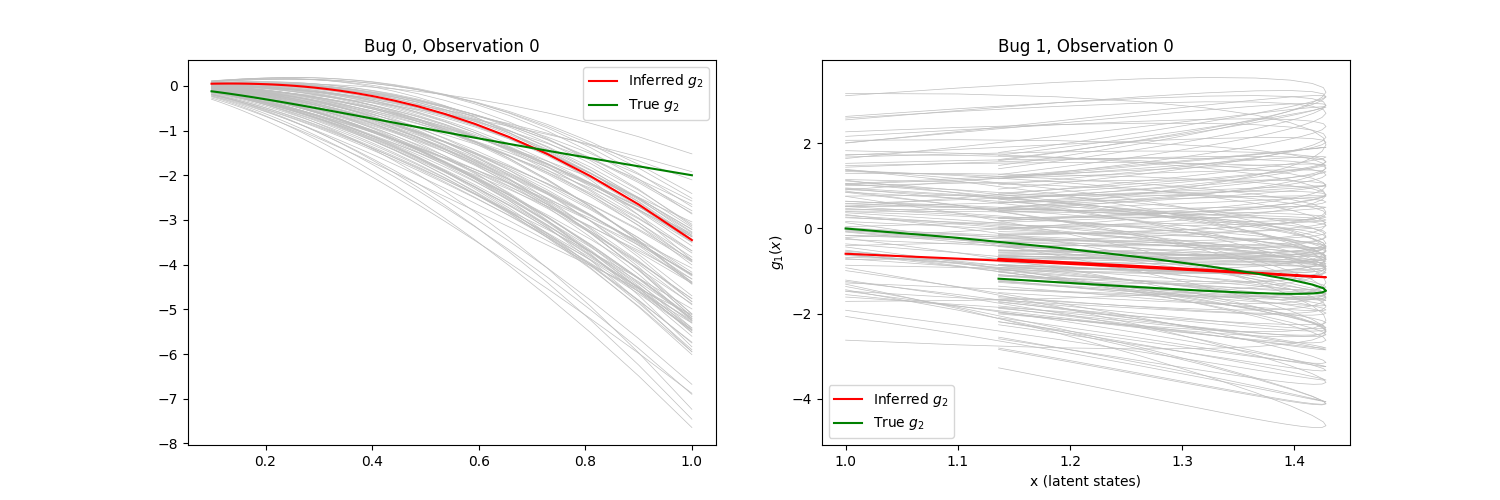 Bug 0, Observation 0
Inferred g₂
True g₂
0
−1
−2
−3
−4
−5
−6
−7
−8
0.2 0.4 0.6 0.8 1.0
Bug 1, Observation 0
g₁(x)
2
0
−2
−4
Inferred g₂
True g₂
1.0 1.1 1.2 1.3 1.4
x (latent states)